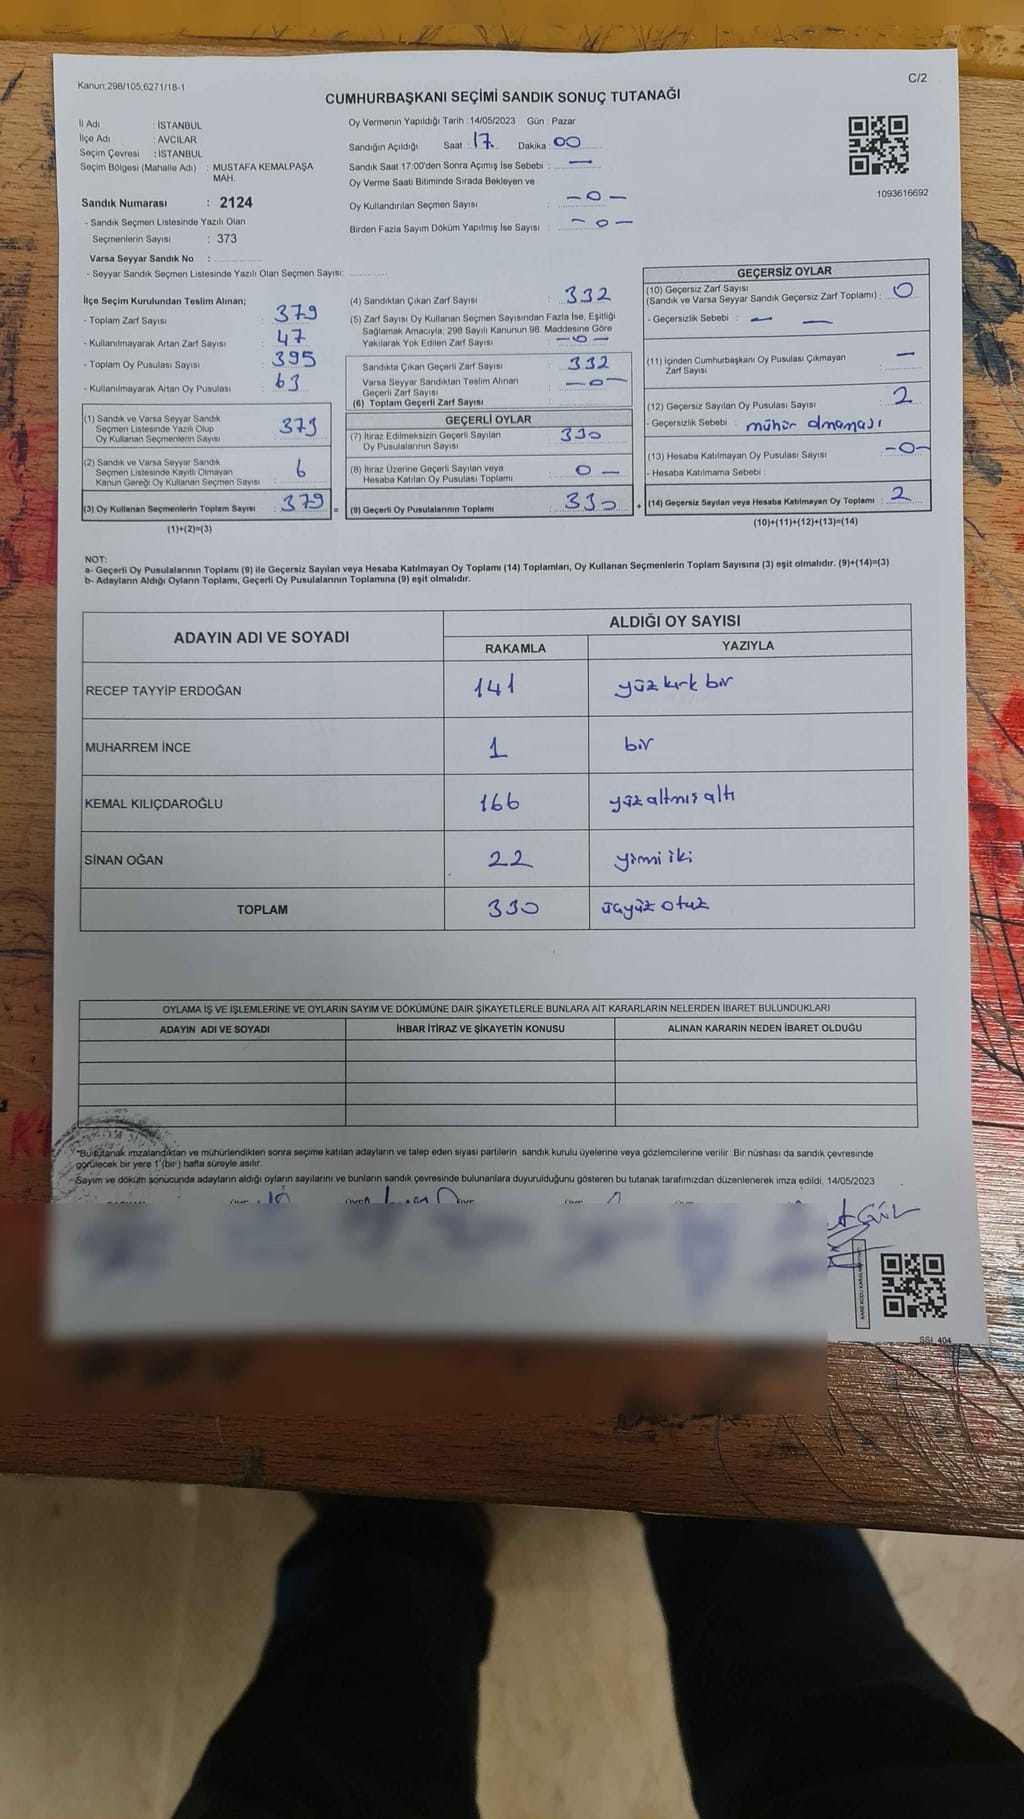 Kanun;298/105,6271/18-1
C/2
CUMHURBAŞKANI SEÇİMİ SANDIK SONUÇ TUTANAĞI
İl Adı : İSTANBUL
İlçe Adı : AVCILAR
Seçim Çevresi : İSTANBUL
Seçim Bölgesi (Mahalle Adı) : MUSTAFA KEMALPAŞA
MAH.
Sandık Numarası : 2124
- Sandık Seçmen Listesinde Yazılı Olan
Seçmenlerin Sayısı : 373
Varsa Seyyar Sandık No :
- Seyyar Sandık Seçmen Listesinde Yazılı Olan Seçmen Sayısı:
Oy Vermenin Yapıldığı Tarih :14/05/2023 Gün : Pazar
Sandığın Açıldığı Saat : 17 Dakika : 00
Sandık Saat 17.00'den Sonra Açımış İse Sebebi : —
Oy Verme Saati Bitiminde Sırada Bekleyen ve
Oy Kullandırılan Seçmen Sayısı : — 0 —
Birden Fazla Sayım Döküm Yapılmış İse Sayısı : — 0 —
1093616692
İlçe Seçim Kurulundan Teslim Alınan;
- Toplam Zarf Sayısı : 379
- Kullanılmayarak Artan Zarf Sayısı : 47
- Toplam Oy Pusulası Sayısı : 395
- Kullanılmayarak Artan Oy Pusulası : 63
(1) Sandık ve Varsa Seyyar Sandık
Seçmen Listesinde Yazılı Olup
Oy Kullanan Seçmenlerin Sayısı : 373
(2) Sandık ve Varsa Seyyar Sandık
Seçmen Listesinde Kayıtlı Olmayan
Kanun Gereği Oy Kullanan Seçmen Sayısı : 6
(3) Oy Kullanan Seçmenlerin Toplam Sayısı : 379 =
(1)+(2)=(3)
(4) Sandıktan Çıkan Zarf Sayısı : 332
(5) Zarf Sayısı Oy Kullanan Seçmen Sayısından Fazla İse, Eşitliği
Sağlamak Amacıyla; 298 Sayılı Kanunun 98. Maddesine Göre
Yakılarak Yok Edilen Zarf Sayısı : — 0 —
Sandıkta Çıkan Geçerli Zarf Sayısı : 332
Varsa Seyyar Sandıktan Teslim Alınan
Geçerli Zarf Sayısı : — 0 —
(6) Toplam Geçerli Zarf Sayısı :
GEÇERLİ OYLAR
(7) İtiraz Edilmeksizin Geçerli Sayılan
Oy Pusulalarının Sayısı : 330
(8) İtiraz Üzerine Geçerli Sayılan veya
Hesaba Katılan Oy Pusulası Toplamı : 0 —
(9) Geçerli Oy Pusulalarının Toplamı : 330 +
GEÇERSİZ OYLAR
(10) Geçersiz Zarf Sayısı
(Sandık ve Varsa Seyyar Sandık Geçersiz Zarf Toplamı) : 0
- Geçersizlik Sebebi : — —
(11) İçinden Cumhurbaşkanı Oy Pusulası Çıkmayan
Zarf Sayısı : —
(12) Geçersiz Sayılan Oy Pusulası Sayısı : 2
- Geçersizlik Sebebi : mühür olmaması
(13) Hesaba Katılmayan Oy Pusulası Sayısı : —0—
- Hesaba Katılmama Sebebi :
(14) Geçersiz Sayılan veya Hesaba Katılmayan Oy Toplamı : 2
(10)+(11)+(12)+(13)=(14)
NOT:
a- Geçerli Oy Pusulalarının Toplamı (9) ile Geçersiz Sayılan veya Hesaba Katılmayan Oy Toplamı (14) Toplamları, Oy Kullanan Seçmenlerin Toplam Sayısına (3) eşit olmalıdır. (9)+(14)=(3)
b- Adayların Aldığı Oyların Toplamı, Geçerli Oy Pusulalarının Toplamına (9) eşit olmalıdır.
ADAYIN ADI VE SOYADI
ALDIĞI OY SAYISI
RAKAMLA YAZIYLA
RECEP TAYYİP ERDOĞAN 141 yüz kırk bir
MUHARREM İNCE 1 bir
KEMAL KILIÇDAROĞLU 166 yüz altmış altı
SİNAN OĞAN 22 yirmi iki
TOPLAM 330 üçyüz otuz
OYLAMA İŞ VE İŞLEMLERİNE VE OYLARIN SAYIM VE DÖKÜMÜNE DAİR ŞİKAYETLERLE BUNLARA AİT KARARLARIN NELERDEN İBARET BULUNDUKLARI
ADAYIN ADI VE SOYADI İHBAR İTİRAZ VE ŞİKAYETİN KONUSU ALINAN KARARIN NEDEN İBARET OLDUĞU
*Bu tutanak imzalandıktan ve mühürlendikten sonra seçime katılan adayların ve talep eden siyasi partilerin sandık kurulu üyelerine veya gözlemcilerine verilir. Bir nüshası da sandık çevresinde
görülecek bir yere 1 (bir) hafta süreyle asılır.
Sayım ve döküm sonucunda adayların aldığı oyların sayılarını ve bunların sandık çevresinde bulunanlara duyurulduğunu gösteren bu tutanak tarafımızdan düzenlenerek imza edildi. 14/05/2023
GÜL
SSİ_404